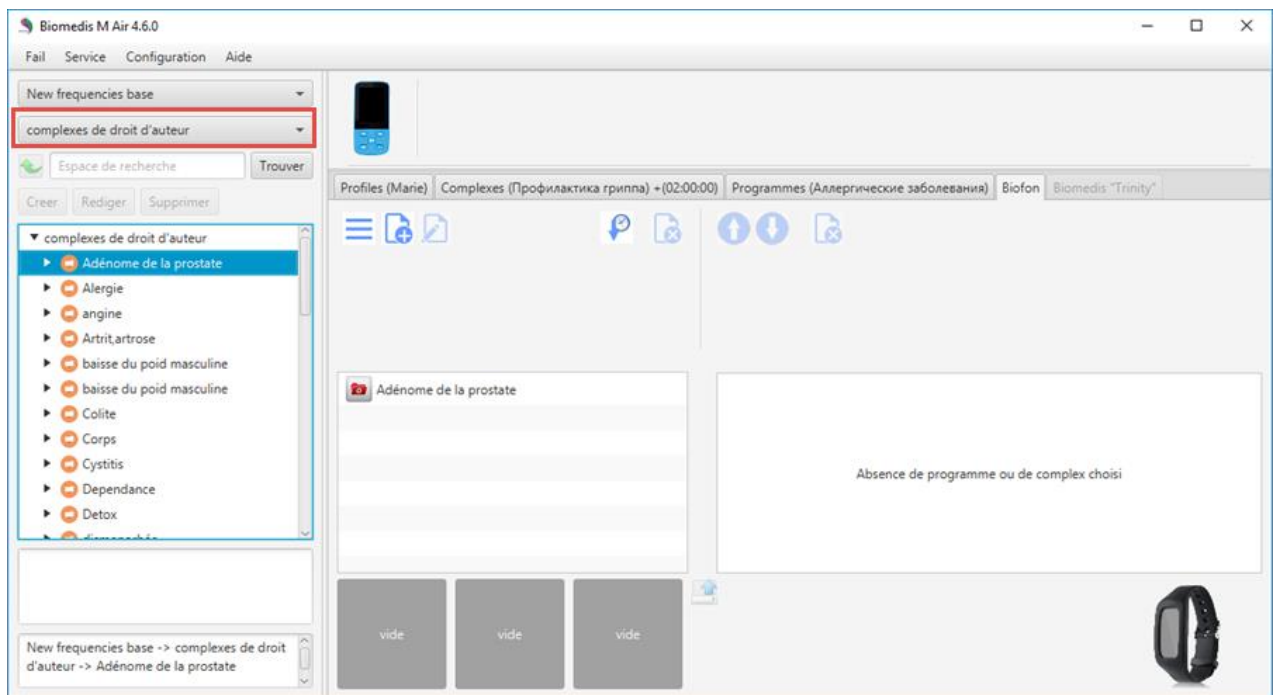 Biomedis M Air 4.6.0
Fail Service Configuration Aide
New frequencies base
complexes de droit d'auteur
Espace de recherche Trouver
Creer Rediger Supprimer
complexes de droit d'auteur
Adénome de la prostate
Alergie
angine
Artrit,artrose
baisse du poid masculine
baisse du poid masculine
Colite
Corps
Cystitis
Dependance
Detox
New frequencies base -> complexes de droit
d'auteur -> Adénome de la prostate
Profiles (Marie) Complexes (Профилактика гриппа) +(02:00:00) Programmes (Аллергические заболевания) Biofon Biomedis "Trinity"
Adénome de la prostate
Absence de programme ou de complex choisi
vide vide vide